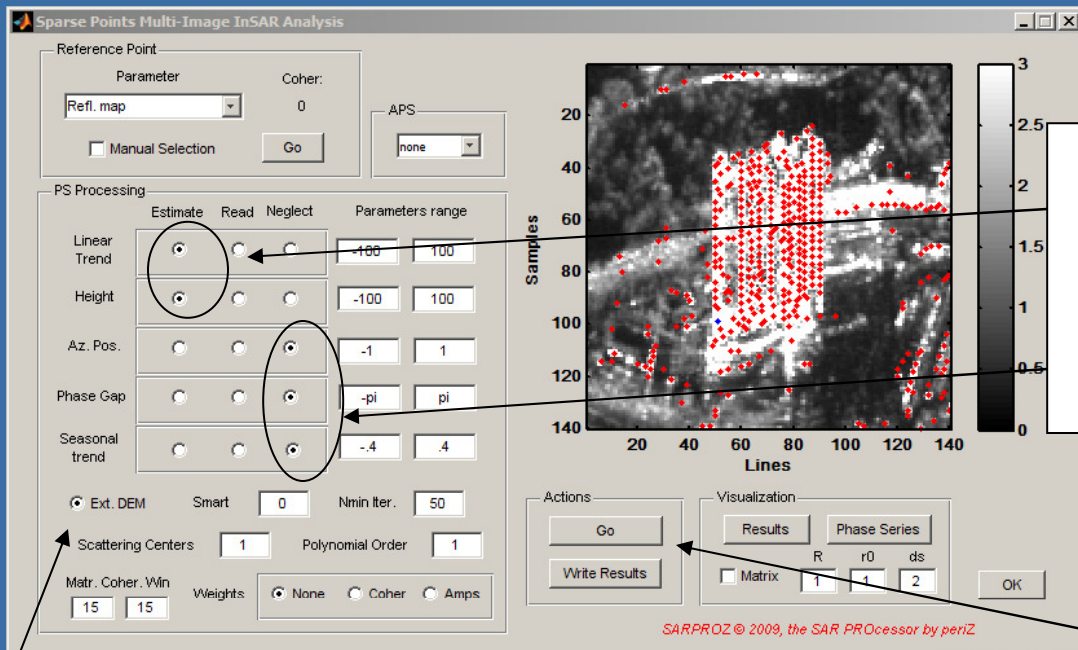 Sparse Points Multi-Image InSAR Analysis
Reference Point
Parameter Coher:
Refl. map 0
Manual Selection Go
APS
none
PS Processing
Estimate Read Neglect Parameters range
Linear Trend -100 100
Height -100 100
Az. Pos. -1 1
Phase Gap -pi pi
Seasonal trend -.4 .4
Ext. DEM Smart 0 Nmin Iter. 50
Scattering Centers 1 Polynomial Order 1
Matr. Coher. Win
15 15 Weights None Coher Amps
Samples
20
40
60
80
100
120
140
20 40 60 80 100 120 140
Lines
3
2.5
2
1.5
1
0.5
0
Actions
Go
Write Results
Visualization
Results Phase Series
R r0 ds
Matrix 1 1 2
OK
SARPROZ © 2009, the SAR PROcessor by periZ